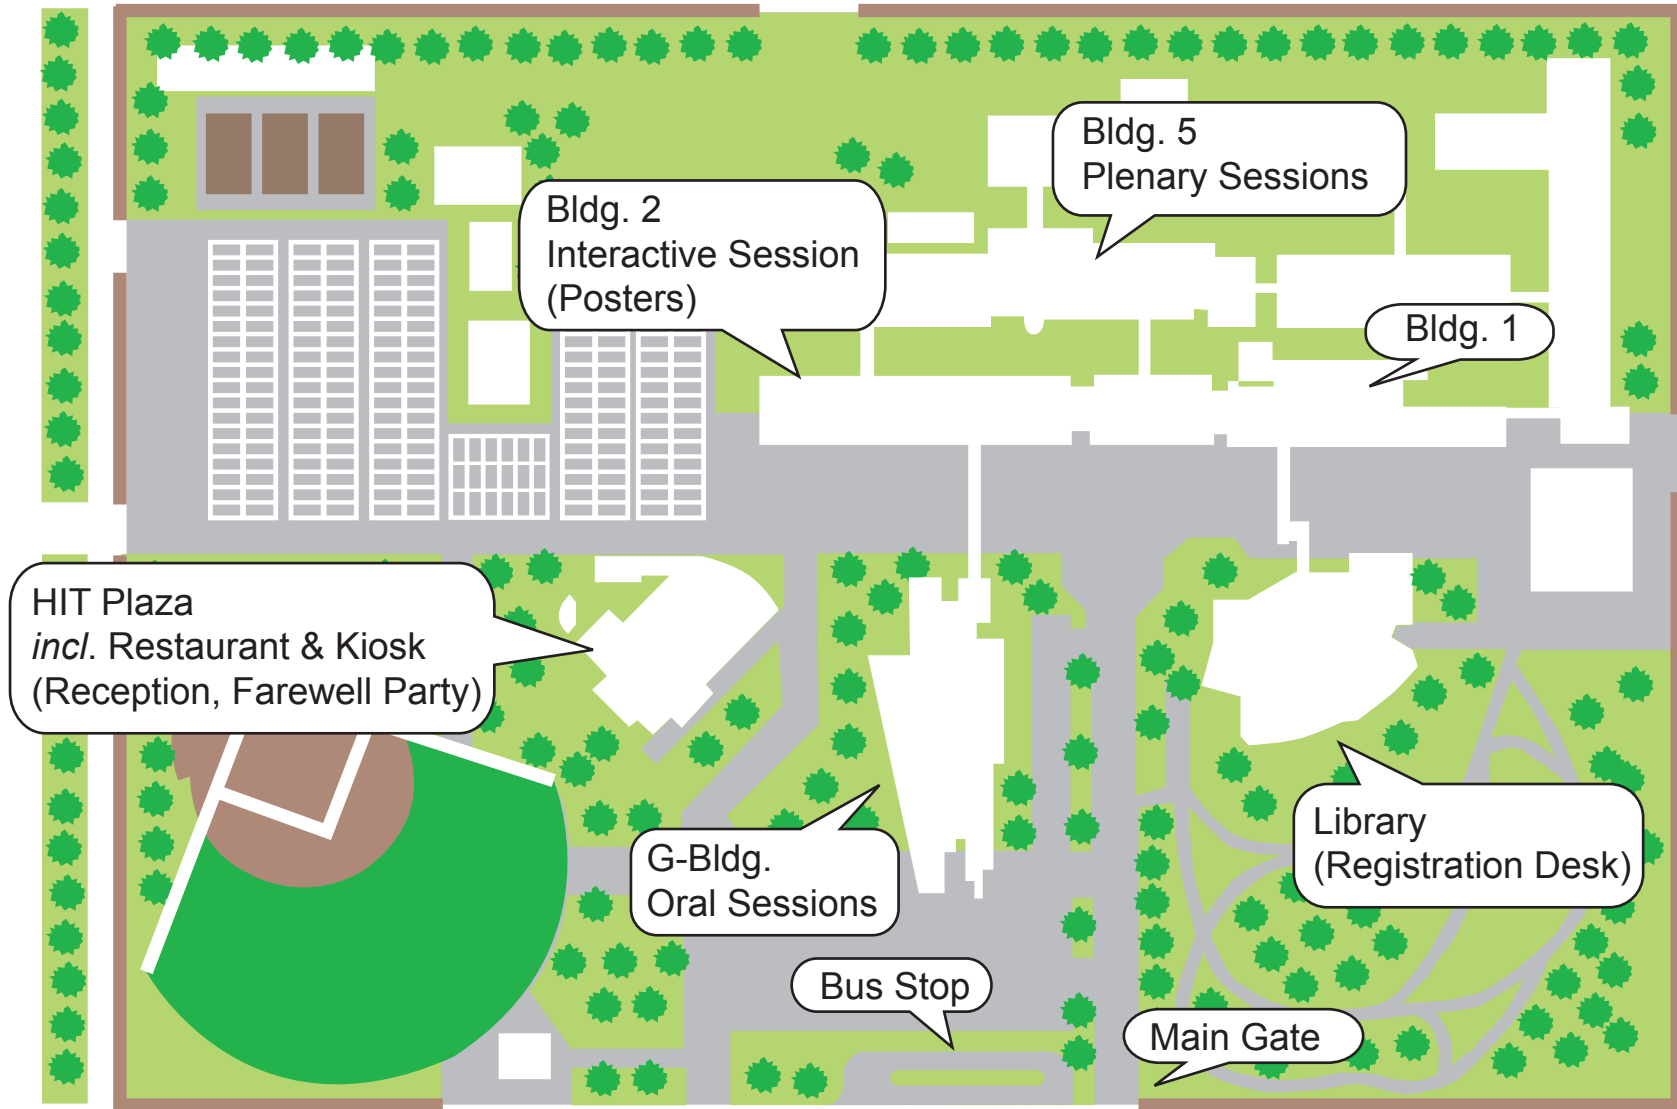 Bldg. 5
Plenary Sessions
Bldg. 2
Interactive Session
(Posters)
Bldg. 1
HIT Plaza
incl. Restaurant & Kiosk
(Reception, Farewell Party)
Library
(Registration Desk)
G-Bldg.
Oral Sessions
Bus Stop
Main Gate